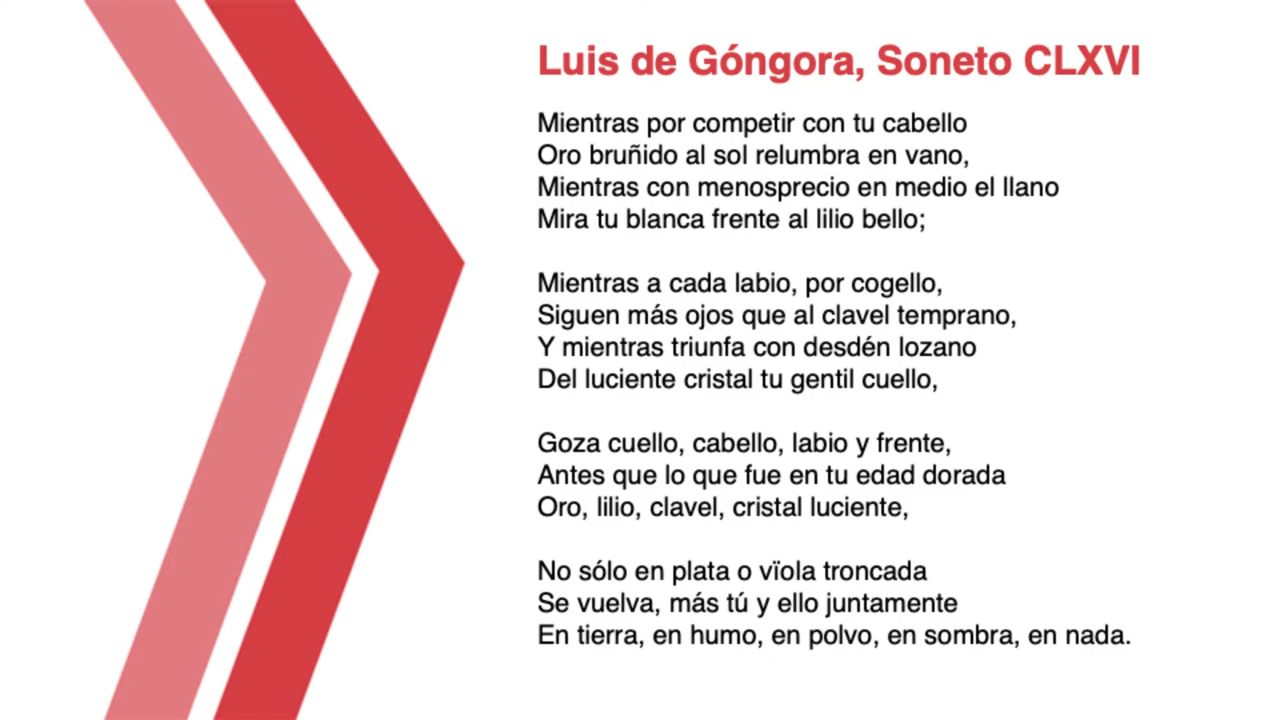 Luis de Góngora, Soneto CLXVI
Mientras por competir con tu cabello
Oro bruñido al sol relumbra en vano,
Mientras con menosprecio en medio el llano
Mira tu blanca frente al lilio bello;
Mientras a cada labio, por cogello,
Siguen más ojos que al clavel temprano,
Y mientras triunfa con desdén lozano
Del luciente cristal tu gentil cuello,
Goza cuello, cabello, labio y frente,
Antes que lo que fue en tu edad dorada
Oro, lilio, clavel, cristal luciente,
No sólo en plata o vïola troncada
Se vuelva, más tú y ello juntamente
En tierra, en humo, en polvo, en sombra, en nada.